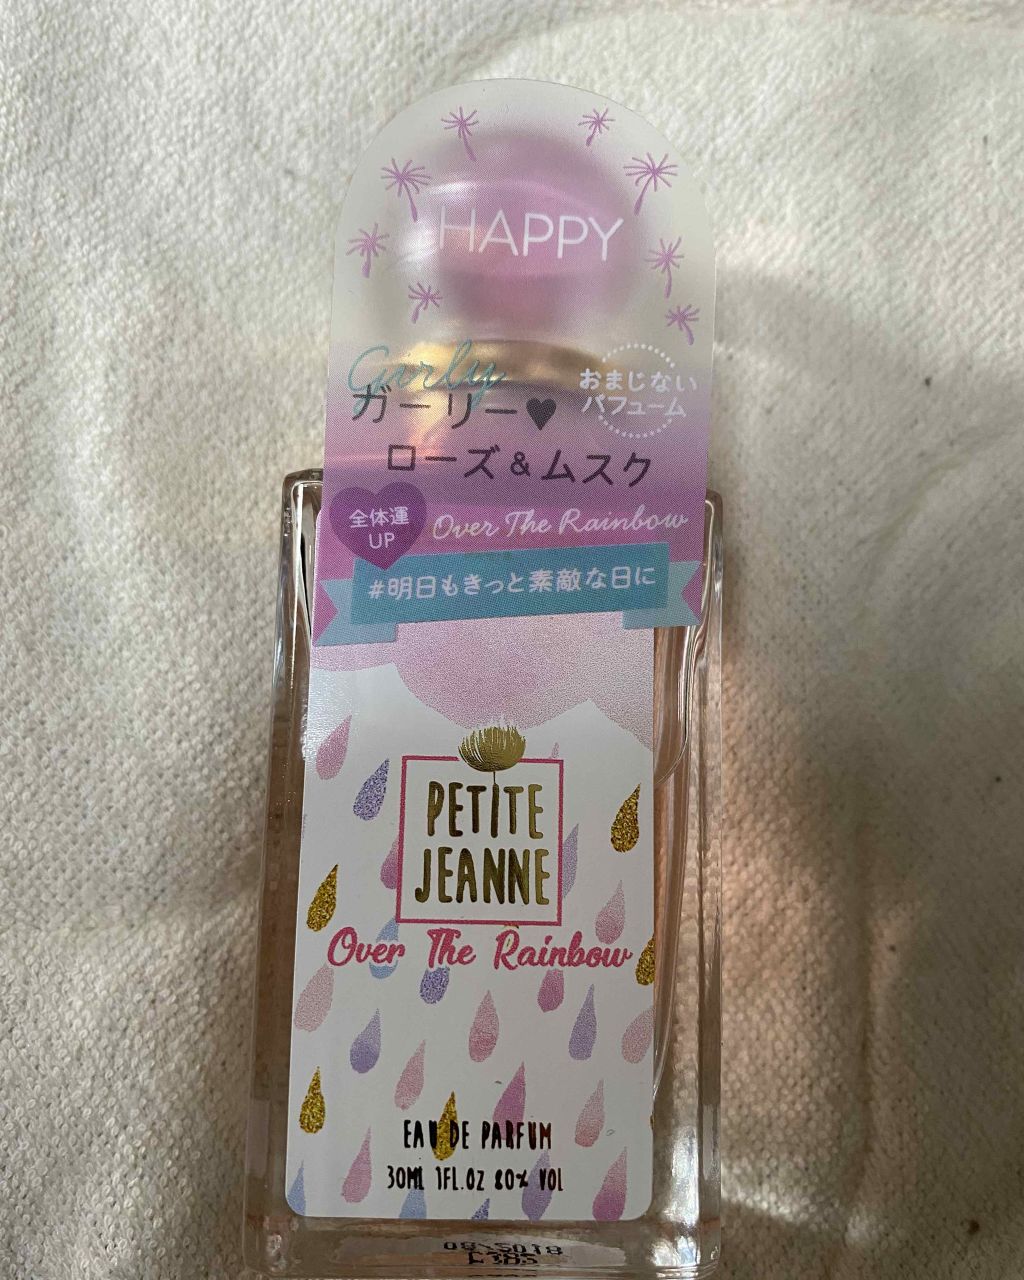 HAPPY
Girly
ガーリー♥
ローズ&ムスク
おまじない
パフューム
全体運
UP
Over The Rainbow
#明日もきっと素敵な日に
PETITE
JEANNE
Over The Rainbow
EAU DE PARFUM
30ML 1FL.OZ 80% VOL